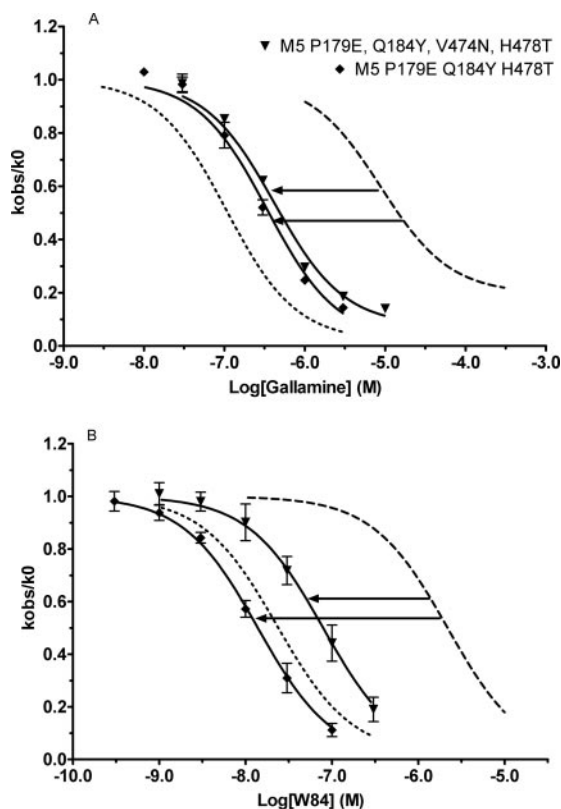 A
▼ M5 P179E, Q184Y, V474N, H478T
◆ M5 P179E Q184Y H478T
kobs/k0
1.2
1.0
0.8
0.6
0.4
0.2
0.0
-9.0 -8.0 -7.0 -6.0 -5.0 -4.0 -3.0
Log[Gallamine] (M)
B
kobs/k0
1.2
1.0
0.8
0.6
0.4
0.2
0.0
-10.0 -9.0 -8.0 -7.0 -6.0 -5.0
Log[W84] (M)